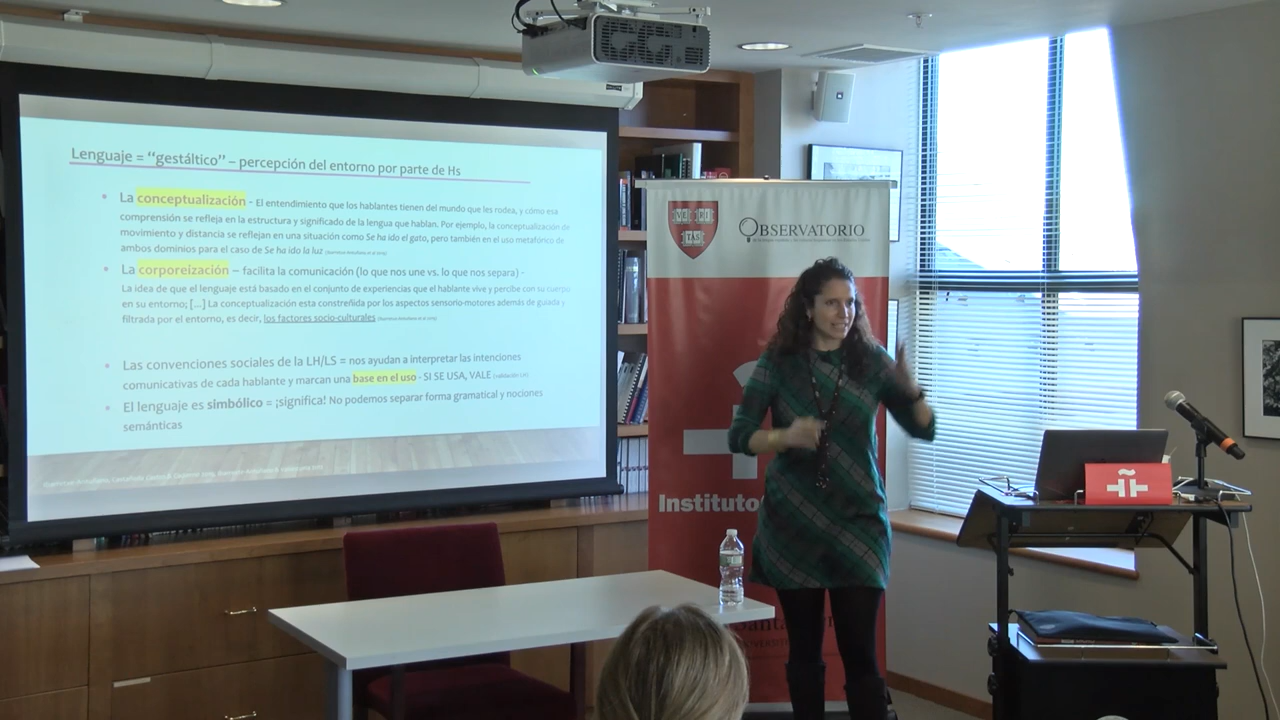 Lenguaje = “gestáltico” – percepción del entorno por parte de Hs
• La conceptualización - El entendimiento que los hablantes tienen del mundo que les rodea, y cómo esa
comprensión se refleja en la estructura y significado de la lengua que hablan. Por ejemplo, la conceptualización de
movimiento y distancia se reflejan en una situación como Se ha ido el gato, pero también en el uso metafórico de
ambos dominios para el caso de Se ha ido la luz
• La corporeización – facilita la comunicación (lo que nos une vs. lo que nos separa) -
La idea de que el lenguaje está basado en el conjunto de experiencias que el hablante vive y percibe con su cuerpo
en su entorno; [...] La conceptualización esta constreñida por los aspectos sensorio-motores además de guiada y
filtrada por el entorno, es decir, los factores socio-culturales
• Las convenciones sociales de la LH/LS – nos ayudan a interpretar las intenciones
comunicativas de cada hablante y marcan una base en el uso - SI SE USA, VALE
• El lenguaje es simbólico = ¡significa! No podemos separar forma gramatical y nociones
semánticas
VE RI
TAS
OBSERVATORIO
Instituto